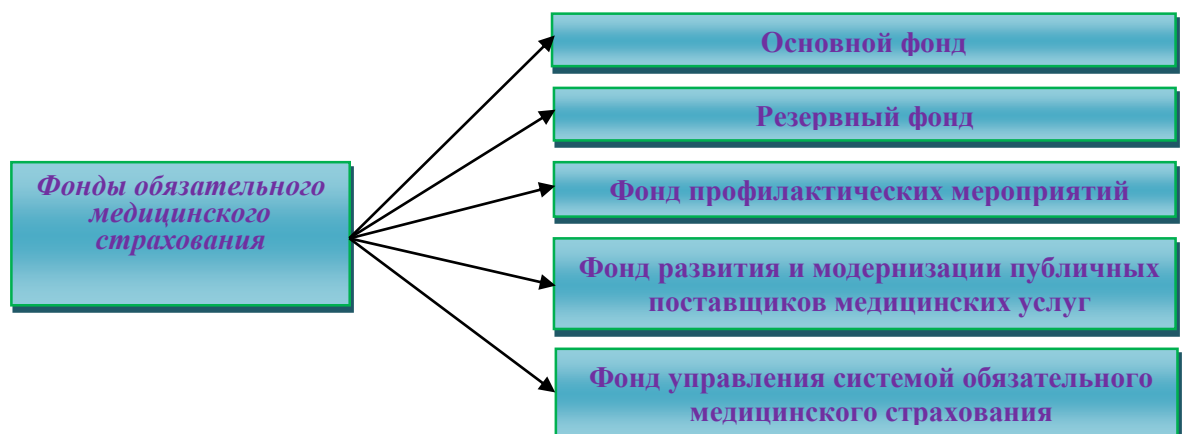 Фонды обязательного
медицинского
страхования
Основной фонд
Резервный фонд
Фонд профилактических мероприятий
Фонд развития и модернизации публичных
поставщиков медицинских услуг
Фонд управления системой обязательного
медицинского страхования